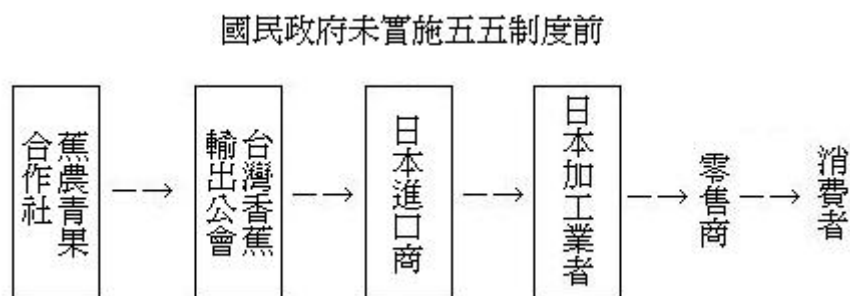 國民政府未實施五五制度前
蕉農青果
合作社
台灣香蕉
輸出公會
日本進口商
日本加工業者
零售商
消費者